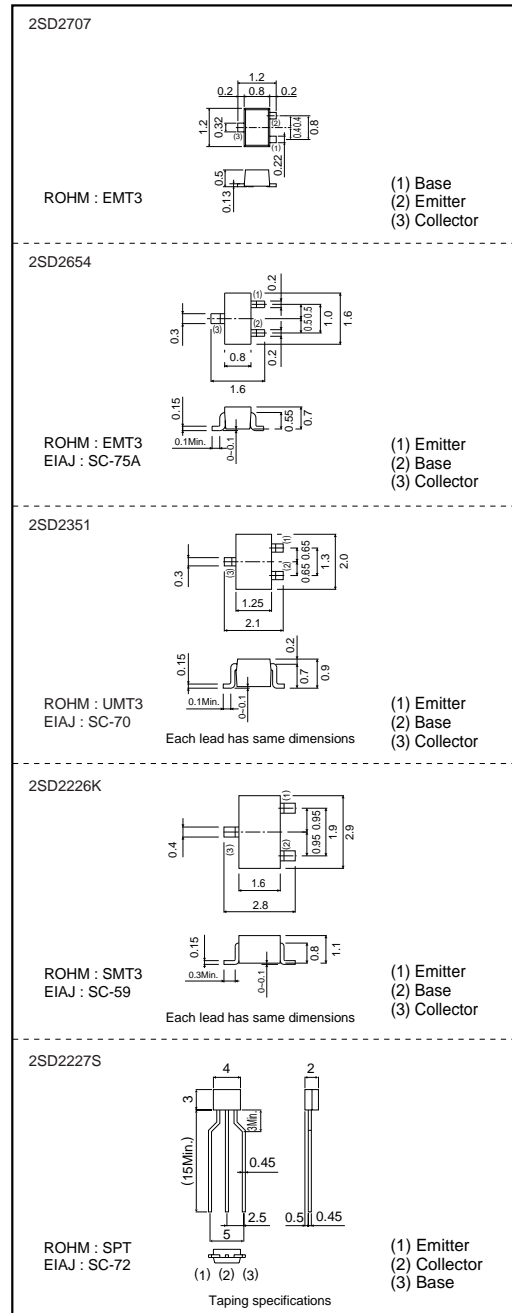 2SD2707
1.2
0.2 0.8 0.2
1.2
0.32
(3)
(2)
(1)
0.40.4
0.8
0.22
0.5
0.13
ROHM : EMT3
(1) Base
(2) Emitter
(3) Collector
2SD2654
0.2
(1)
(2)
0.3
0.50.5
1.0
1.6
0.8
0.2
1.6
0.15
0.1Min.
0~0.1
0.55
0.7
ROHM : EMT3
EIAJ : SC-75A
(1) Emitter
(2) Base
(3) Collector
2SD2351
(1)
(2)
(3)
0.3
0.65 0.65
1.3
2.0
1.25
2.1
0.2
0.15
0.1Min.
0~0.1
0.7
0.9
ROHM : UMT3
EIAJ : SC-70
Each lead has same dimensions
(1) Emitter
(2) Base
(3) Collector
2SD2226K
(1)
(2)
(3)
0.4
0.95 0.95
1.9
2.9
1.6
2.8
0.15
0.3Min.
0~0.1
0.8
1.1
ROHM : SMT3
EIAJ : SC-59
Each lead has same dimensions
(1) Emitter
(2) Base
(3) Collector
2SD2227S
4
2
3
3Min.
(15Min.)
0.45
2.5
5
0.5 0.45
ROHM : SPT
EIAJ : SC-72
(1) (2) (3)
Taping specifications
(1) Emitter
(2) Collector
(3) Base